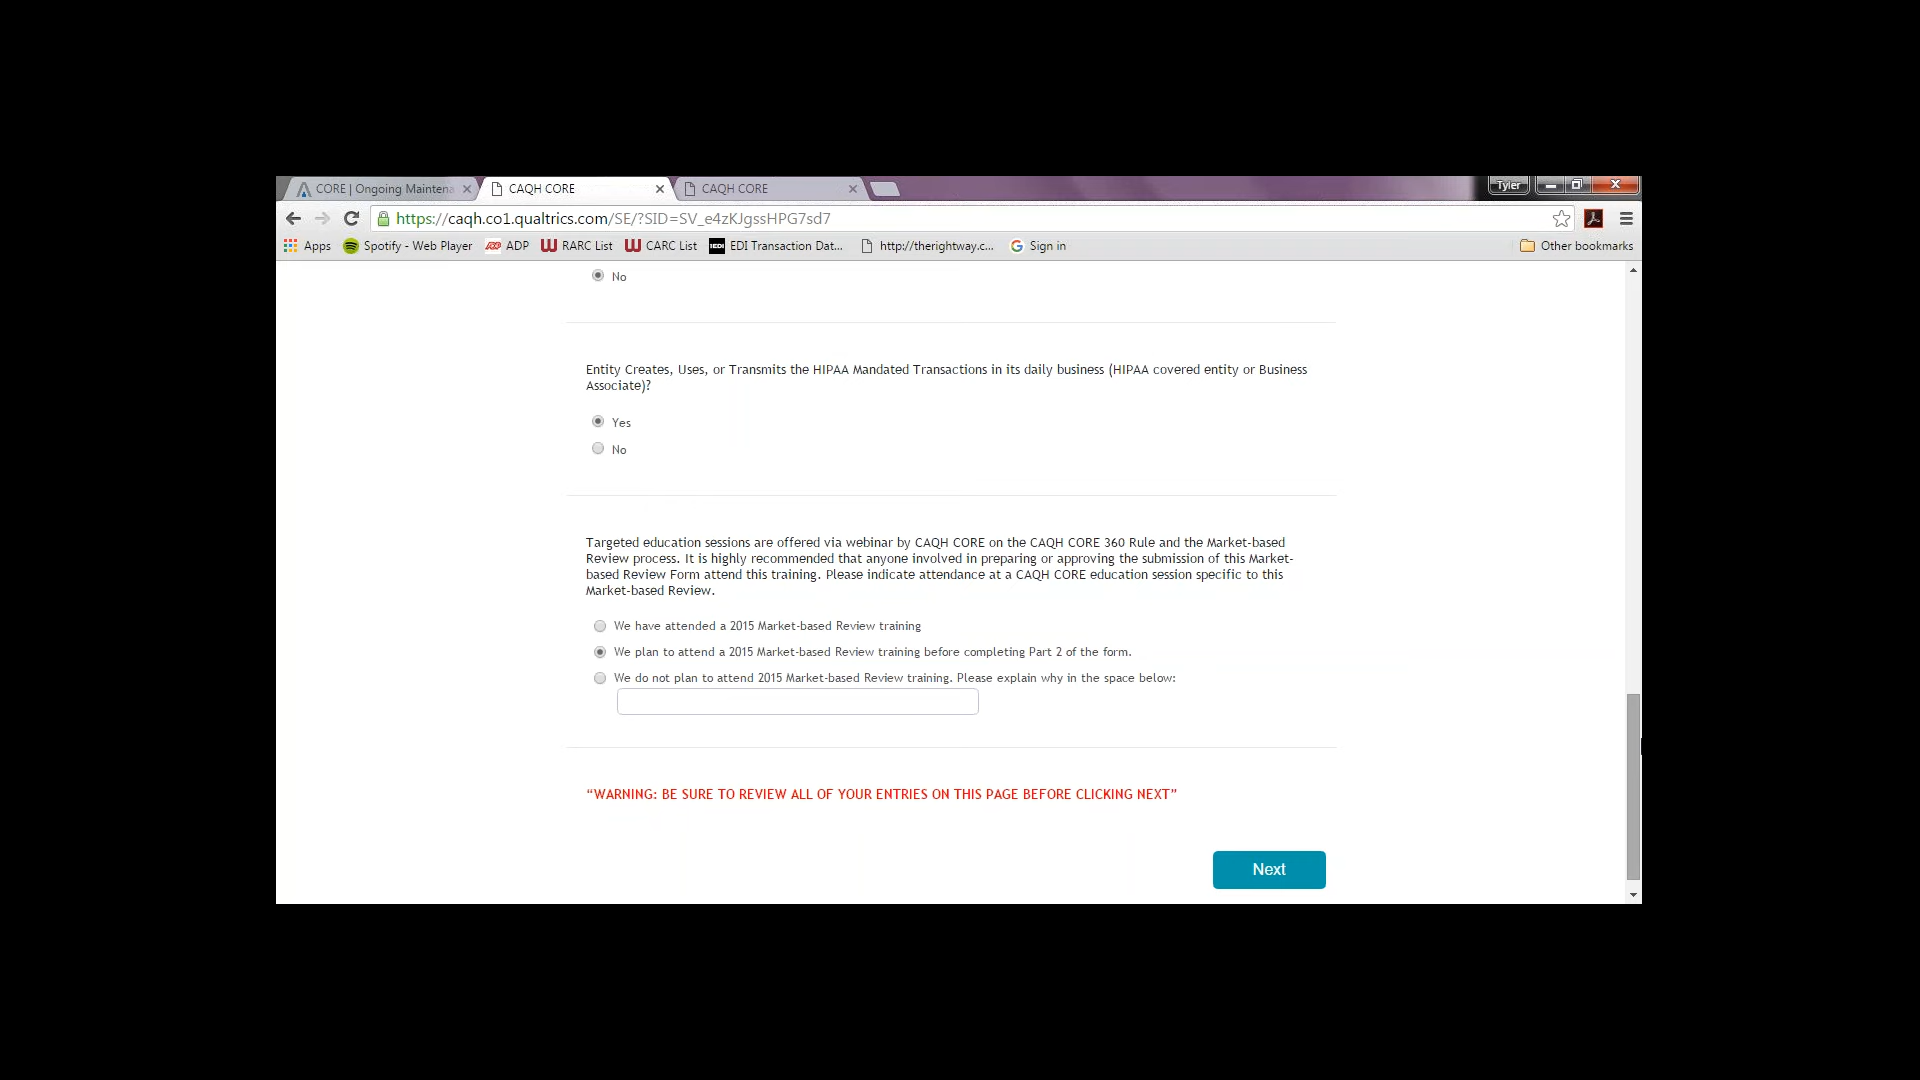 CORE | Ongoing Maintena
CAQH CORE
CAQH CORE
Tyler
https://caqh.co1.qualtrics.com/SE/?SID=SV_e4zKJgssHPG7sd7
Apps
Spotify - Web Player
ADP
RARC List
CARC List
EDI Transaction Dat...
http://therightway.c...
Sign in
Other bookmarks
No
Entity Creates, Uses, or Transmits the HIPAA Mandated Transactions in its daily business (HIPAA covered entity or Business
Associate)?
Yes
No
Targeted education sessions are offered via webinar by CAQH CORE on the CAQH CORE 360 Rule and the Market-based
Review process. It is highly recommended that anyone involved in preparing or approving the submission of this Market-
based Review Form attend this training. Please indicate attendance at a CAQH CORE education session specific to this
Market-based Review.
We have attended a 2015 Market-based Review training
We plan to attend a 2015 Market-based Review training before completing Part 2 of the form.
We do not plan to attend 2015 Market-based Review training. Please explain why in the space below:
“WARNING: BE SURE TO REVIEW ALL OF YOUR ENTRIES ON THIS PAGE BEFORE CLICKING NEXT”
Next